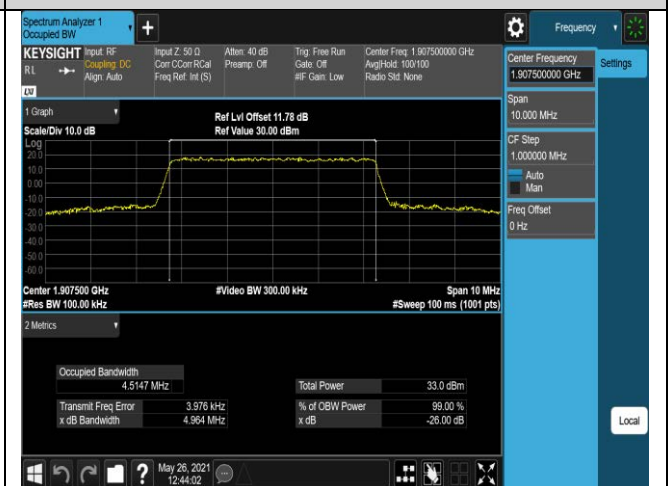 Spectrum Analyzer 1
Occupied BW
+
Frequency
KEYSIGHT
RL
LXI
Input: RF
Coupling: DC
Align: Auto
Input Z: 50 Ω
Corr CCorr RCal
Freq Ref: Int (S)
Atten: 40 dB
Preamp: Off
Trig: Free Run
Gate: Off
#IF Gain: Low
Center Freq: 1.907500000 GHz
Avg|Hold: 100/100
Radio Std: None
Center Frequency
1.907500000 GHz
Settings
Span
10.000 MHz
CF Step
1.000000 MHz
Auto
Man
Freq Offset
0 Hz
1 Graph
Scale/Div 10.0 dB
Ref Lvl Offset 11.78 dB
Ref Value 30.00 dBm
Log
20.0
10.0
0.00
-10.0
-20.0
-30.0
-40.0
-50.0
-60.0
Center 1.907500 GHz
#Res BW 100.00 kHz
#Video BW 300.00 kHz
Span 10 MHz
#Sweep 100 ms (1001 pts)
2 Metrics
Occupied Bandwidth
4.5147 MHz
Total Power 33.0 dBm
Transmit Freq Error 3.976 kHz
% of OBW Power 99.00 %
x dB Bandwidth 4.964 MHz
x dB -26.00 dB
Local
?
May 26, 2021
12:44:02